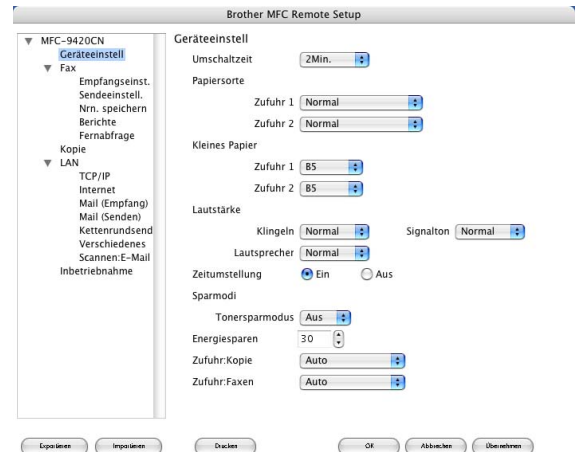 Brother MFC Remote Setup
MFC-9420CN
Geräteeinstell
Fax
Empfangseinst.
Sendeeinstell.
Nrn. speichern
Berichte
Fernabfrage
Kopie
LAN
TCP/IP
Internet
Mail (Empfang)
Mail (Senden)
Kettenrundsend
Verschiedenes
Scannen:E-Mail
Inbetriebnahme
Geräteeinstell
Umschaltzeit 2Min.
Papiersorte
Zufuhr 1 Normal
Zufuhr 2 Normal
Kleines Papier
Zufuhr 1 B5
Zufuhr 2 B5
Lautstärke
Klingeln Normal Signalton Normal
Lautsprecher Normal
Zeitumstellung Ein Aus
Sparmodi
Tonersparmodus Aus
Energiesparen 30
Zufuhr:Kopie Auto
Zufuhr:Faxen Auto
Exportieren Importieren Drucken OK Abbrechen Übernehmen